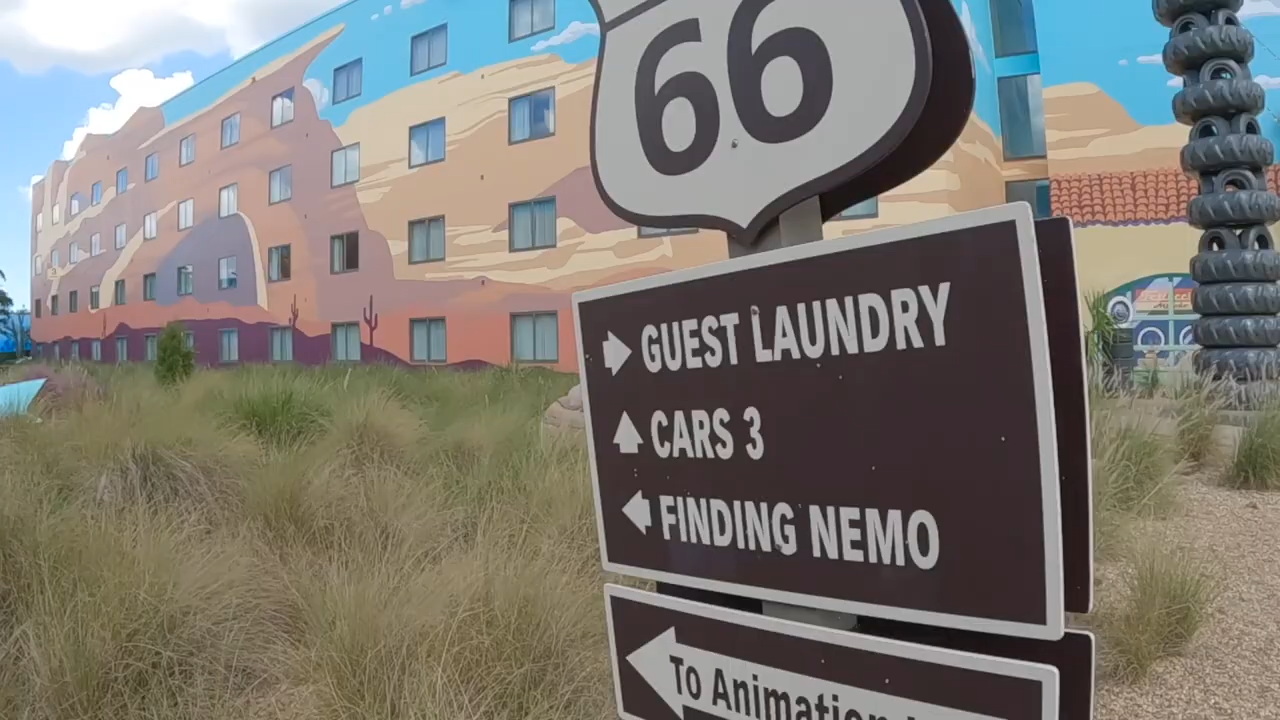 66
GUEST LAUNDRY
CARS 3
FINDING NEMO
To Animation